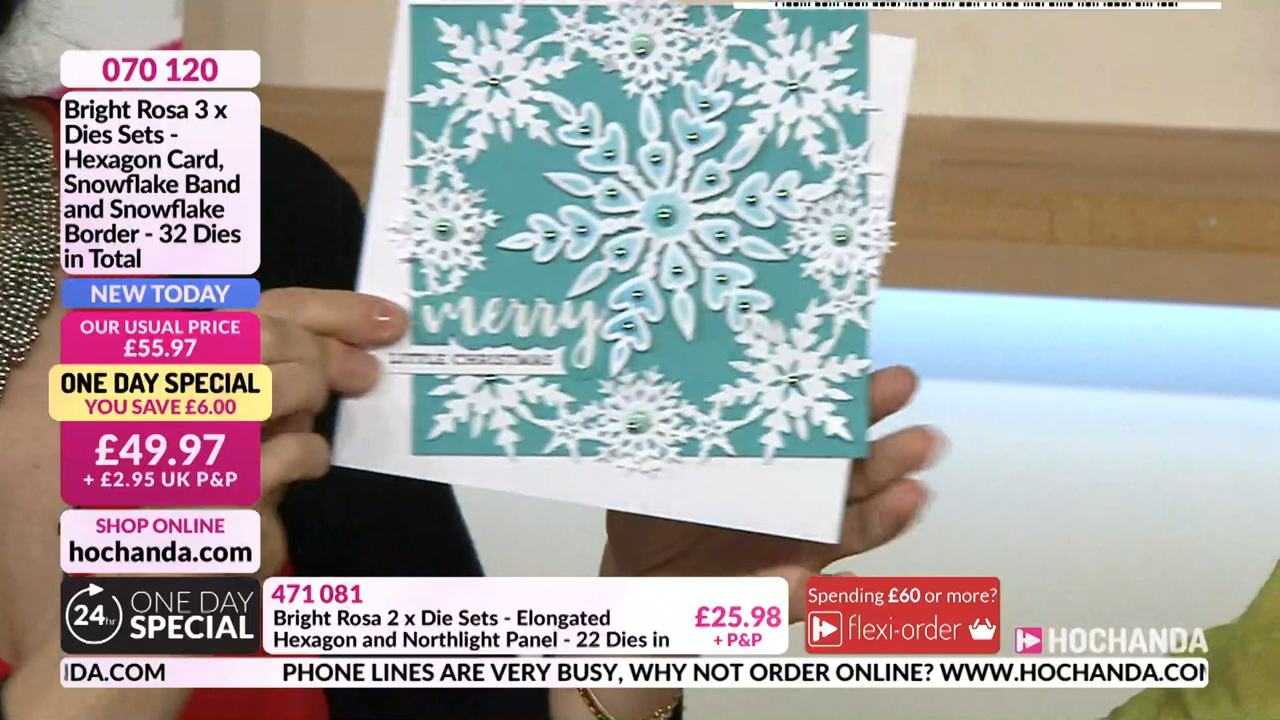 070 120
Bright Rosa 3 x
Dies Sets -
Hexagon Card,
Snowflake Band
and Snowflake
Border - 32 Dies
in Total
NEW TODAY
OUR USUAL PRICE
£55.97
ONE DAY SPECIAL
YOU SAVE £6.00
£49.97
+ £2.95 UK P&P
SHOP ONLINE
hochanda.com
merry
LITTLE CHRISTMAS
24hr ONE DAY
SPECIAL
471 081
Bright Rosa 2 x Die Sets - Elongated
Hexagon and Northlight Panel - 22 Dies in
£25.98
+ P&P
Spending £60 or more?
flexi-order
HOCHANDA
IDA.COM PHONE LINES ARE VERY BUSY, WHY NOT ORDER ONLINE? WWW.HOCHANDA.COM